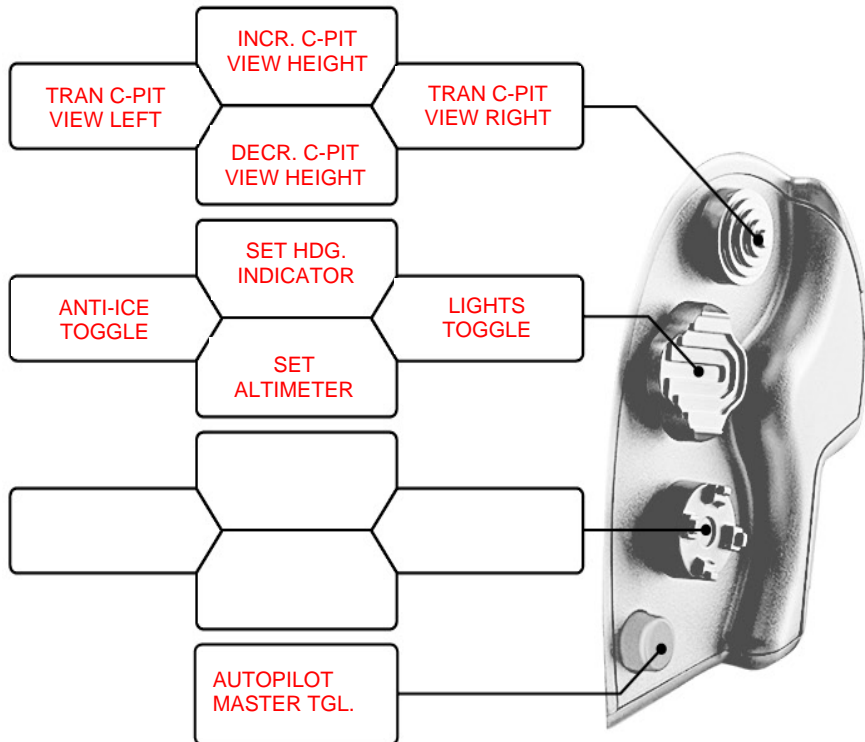 INCR. C-PIT
VIEW HEIGHT
TRAN C-PIT
VIEW LEFT
TRAN C-PIT
VIEW RIGHT
DECR. C-PIT
VIEW HEIGHT
SET HDG.
INDICATOR
ANTI-ICE
TOGGLE
LIGHTS
TOGGLE
SET
ALTIMETER
AUTOPILOT
MASTER TGL.